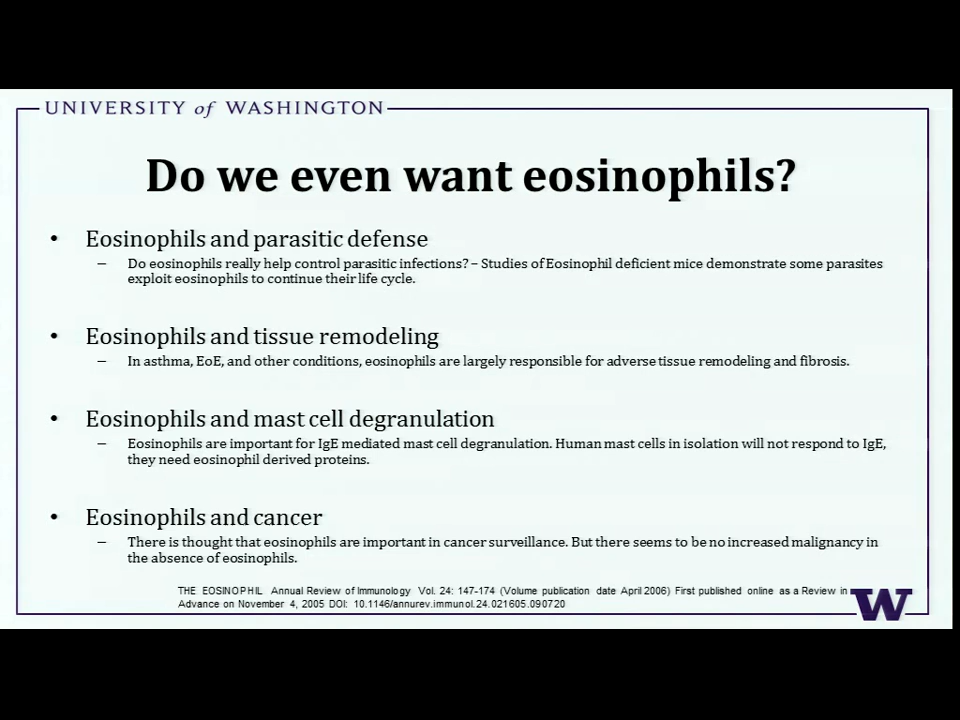 UNIVERSITY of WASHINGTON
Do we even want eosinophils?
• Eosinophils and parasitic defense
– Do eosinophils really help control parasitic infections? – Studies of Eosinophil deficient mice demonstrate some parasites
exploit eosinophils to continue their life cycle.
• Eosinophils and tissue remodeling
– In asthma, EoE, and other conditions, eosinophils are largely responsible for adverse tissue remodeling and fibrosis.
• Eosinophils and mast cell degranulation
– Eosinophils are important for IgE mediated mast cell degranulation. Human mast cells in isolation will not respond to IgE,
they need eosinophil derived proteins.
• Eosinophils and cancer
– There is thought that eosinophils are important in cancer surveillance. But there seems to be no increased malignancy in
the absence of eosinophils.
THE EOSINOPHIL Annual Review of Immunology Vol. 24: 147-174 (Volume publication date April 2006) First published online as a Review in
Advance on November 4, 2005 DOI: 10.1146/annurev.immunol.24.021605.090720
W